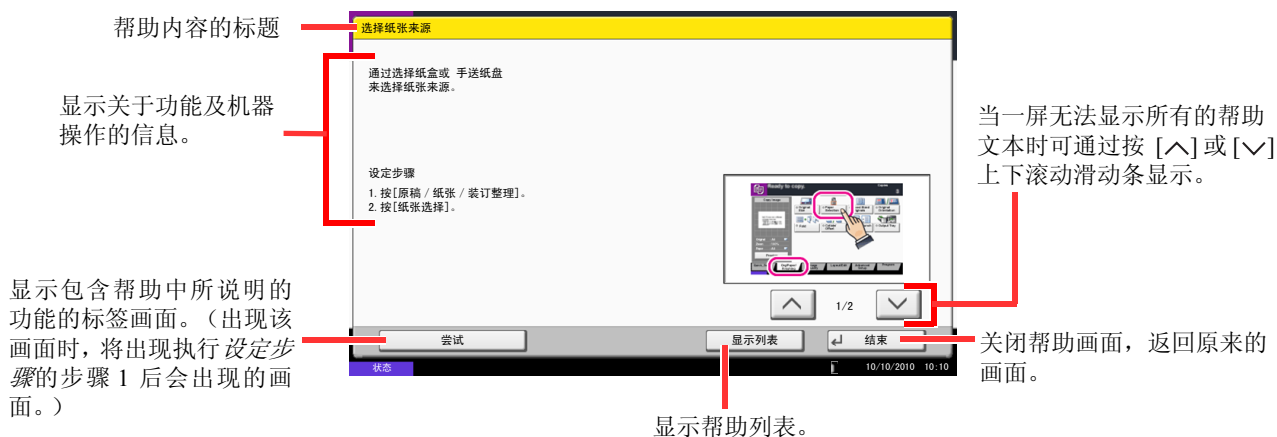 帮助内容的标题
显示关于功能及机器
操作的信息。
显示包含帮助中所说明的
功能的标签画面。（出现该
画面时，将出现执行设定步
骤的步骤 1 后会出现的画
面。）
选择纸张来源
通过选择纸盒或 手送纸盘
来选择纸张来源。
设定步骤
1. 按[原稿 / 纸张 / 装订整理]。
2. 按[纸张选择]。
Ready to copy.
1/2
尝试
显示列表
结束
状态
10/10/2010 10:10
显示帮助列表。
当一屏无法显示所有的帮助
文本时可通过按 [︿] 或 [﹀]
上下滚动滑动条显示。
关闭帮助画面，返回原来的
画面。